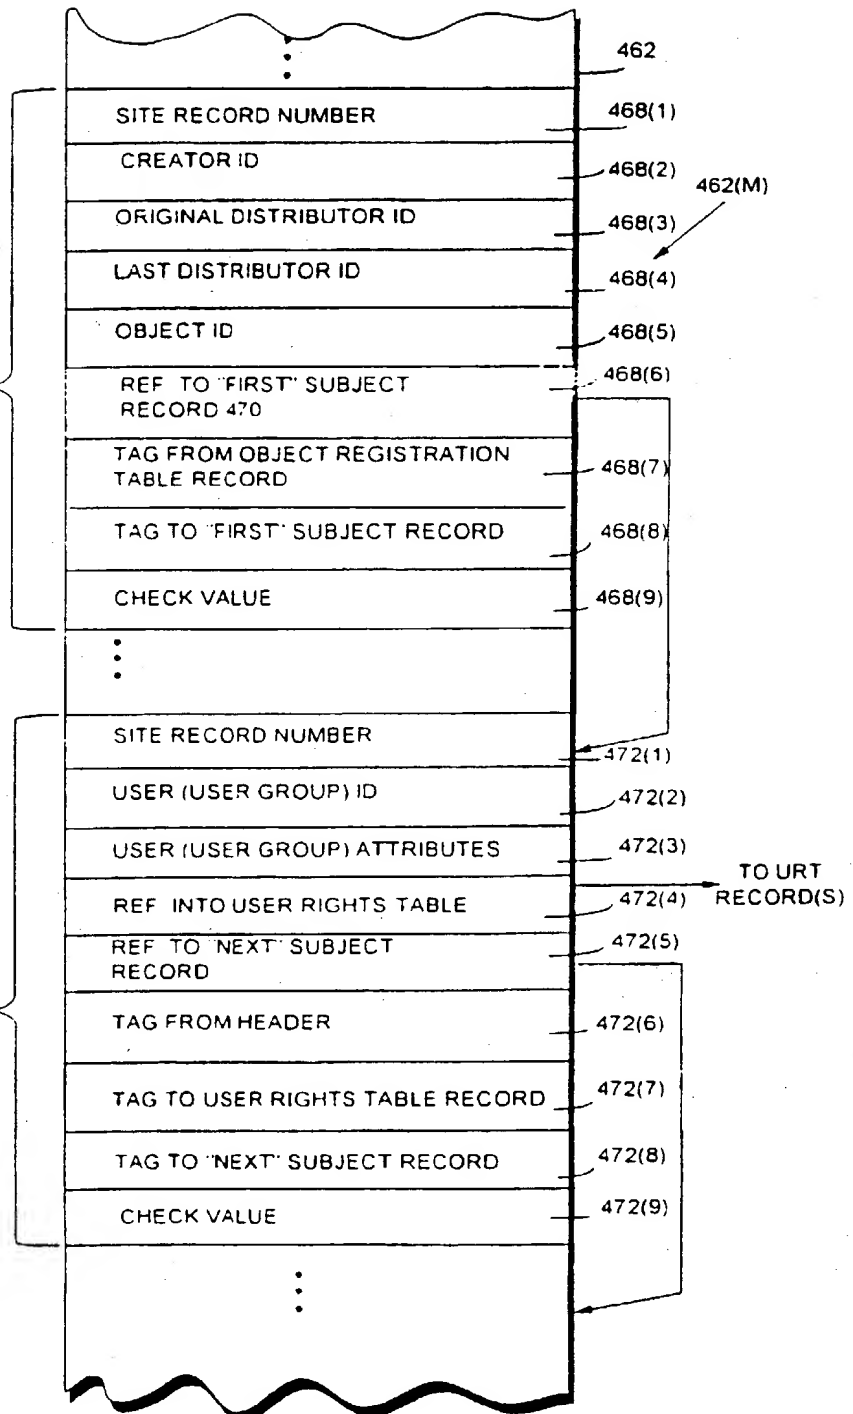 462
SITE RECORD NUMBER 468(1)
CREATOR ID 468(2)
462(M)
ORIGINAL DISTRIBUTOR ID 468(3)
LAST DISTRIBUTOR ID 468(4)
OBJECT ID 468(5)
REF TO "FIRST" SUBJECT 468(6)
RECORD 470
TAG FROM OBJECT REGISTRATION 468(7)
TABLE RECORD
TAG TO "FIRST" SUBJECT RECORD 468(8)
CHECK VALUE 468(9)
SITE RECORD NUMBER 472(1)
USER (USER GROUP) ID 472(2)
USER (USER GROUP) ATTRIBUTES 472(3)
TO URT
RECORD(S)
REF INTO USER RIGHTS TABLE 472(4)
REF TO "NEXT" SUBJECT 472(5)
RECORD
TAG FROM HEADER 472(6)
TAG TO USER RIGHTS TABLE RECORD 472(7)
TAG TO "NEXT" SUBJECT RECORD 472(8)
CHECK VALUE 472(9)